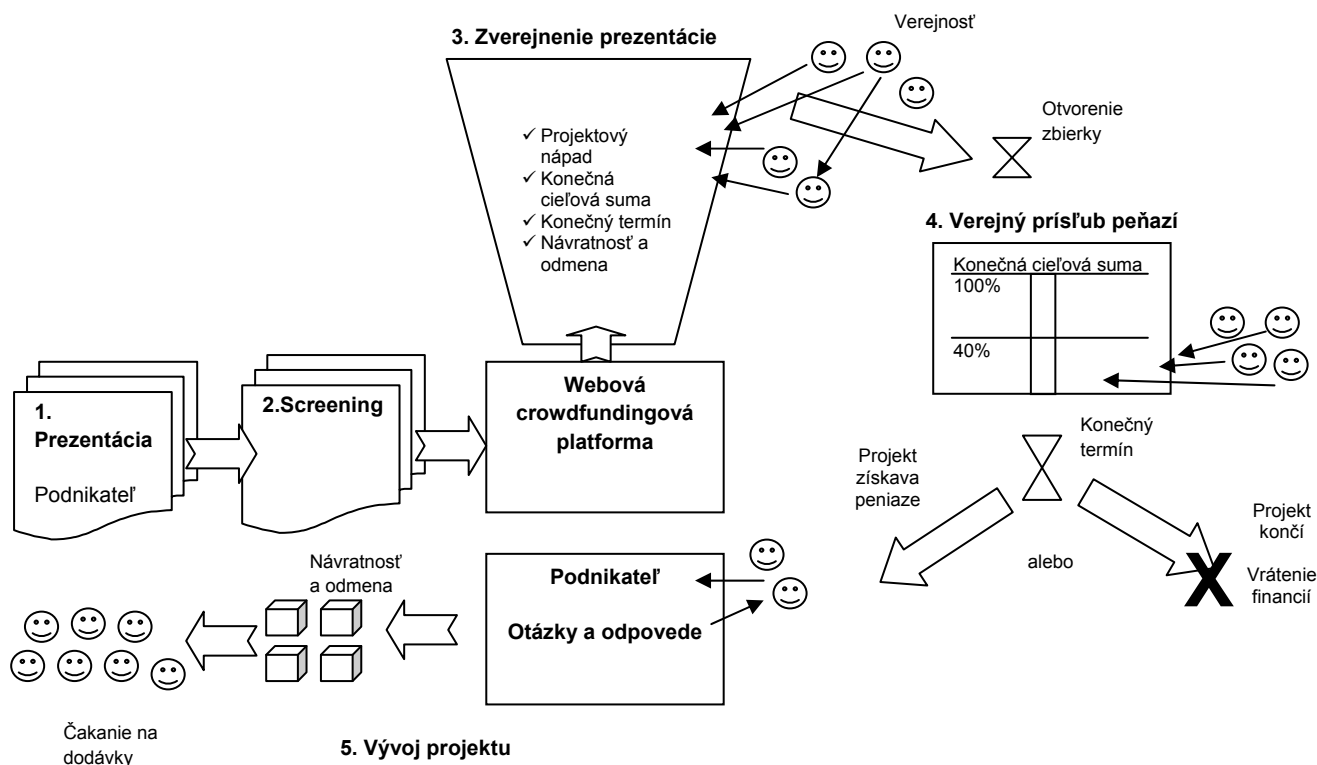 3. Zverejnenie prezentácie
Verejnosť
✓ Projektový
nápad
✓ Konečná
cieľová suma
✓ Konečný termín
✓ Návratnosť a
odmena
Otvorenie
zbierky
4. Verejný prísľub peňazí
Konečná cieľová suma
100%
40%
1.
Prezentácia
Podnikateľ
2.Screening
Webová
crowdfundingová
platforma
Konečný
termín
Projekt
získava
peniaze
alebo
Projekt
končí
Vrátenie
financií
X
Podnikateľ
Otázky a odpovede
Návratnosť
a odmena
Čakanie na
dodávky
5. Vývoj projektu